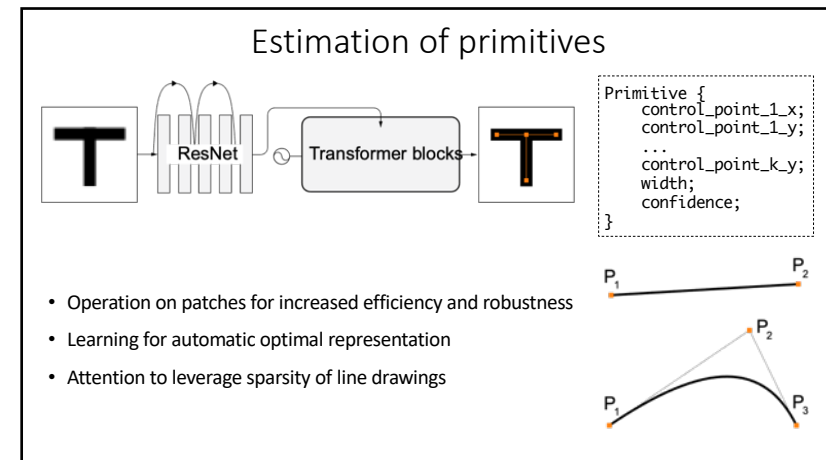 Estimation of primitives
ResNet
Transformer blocks
Primitive {
control_point_1_x;
control_point_1_y;
...
control_point_k_y;
width;
confidence;
}
• Operation on patches for increased efficiency and robustness
• Learning for automatic optimal representation
• Attention to leverage sparsity of line drawings
P1
P2
P2
P1
P3